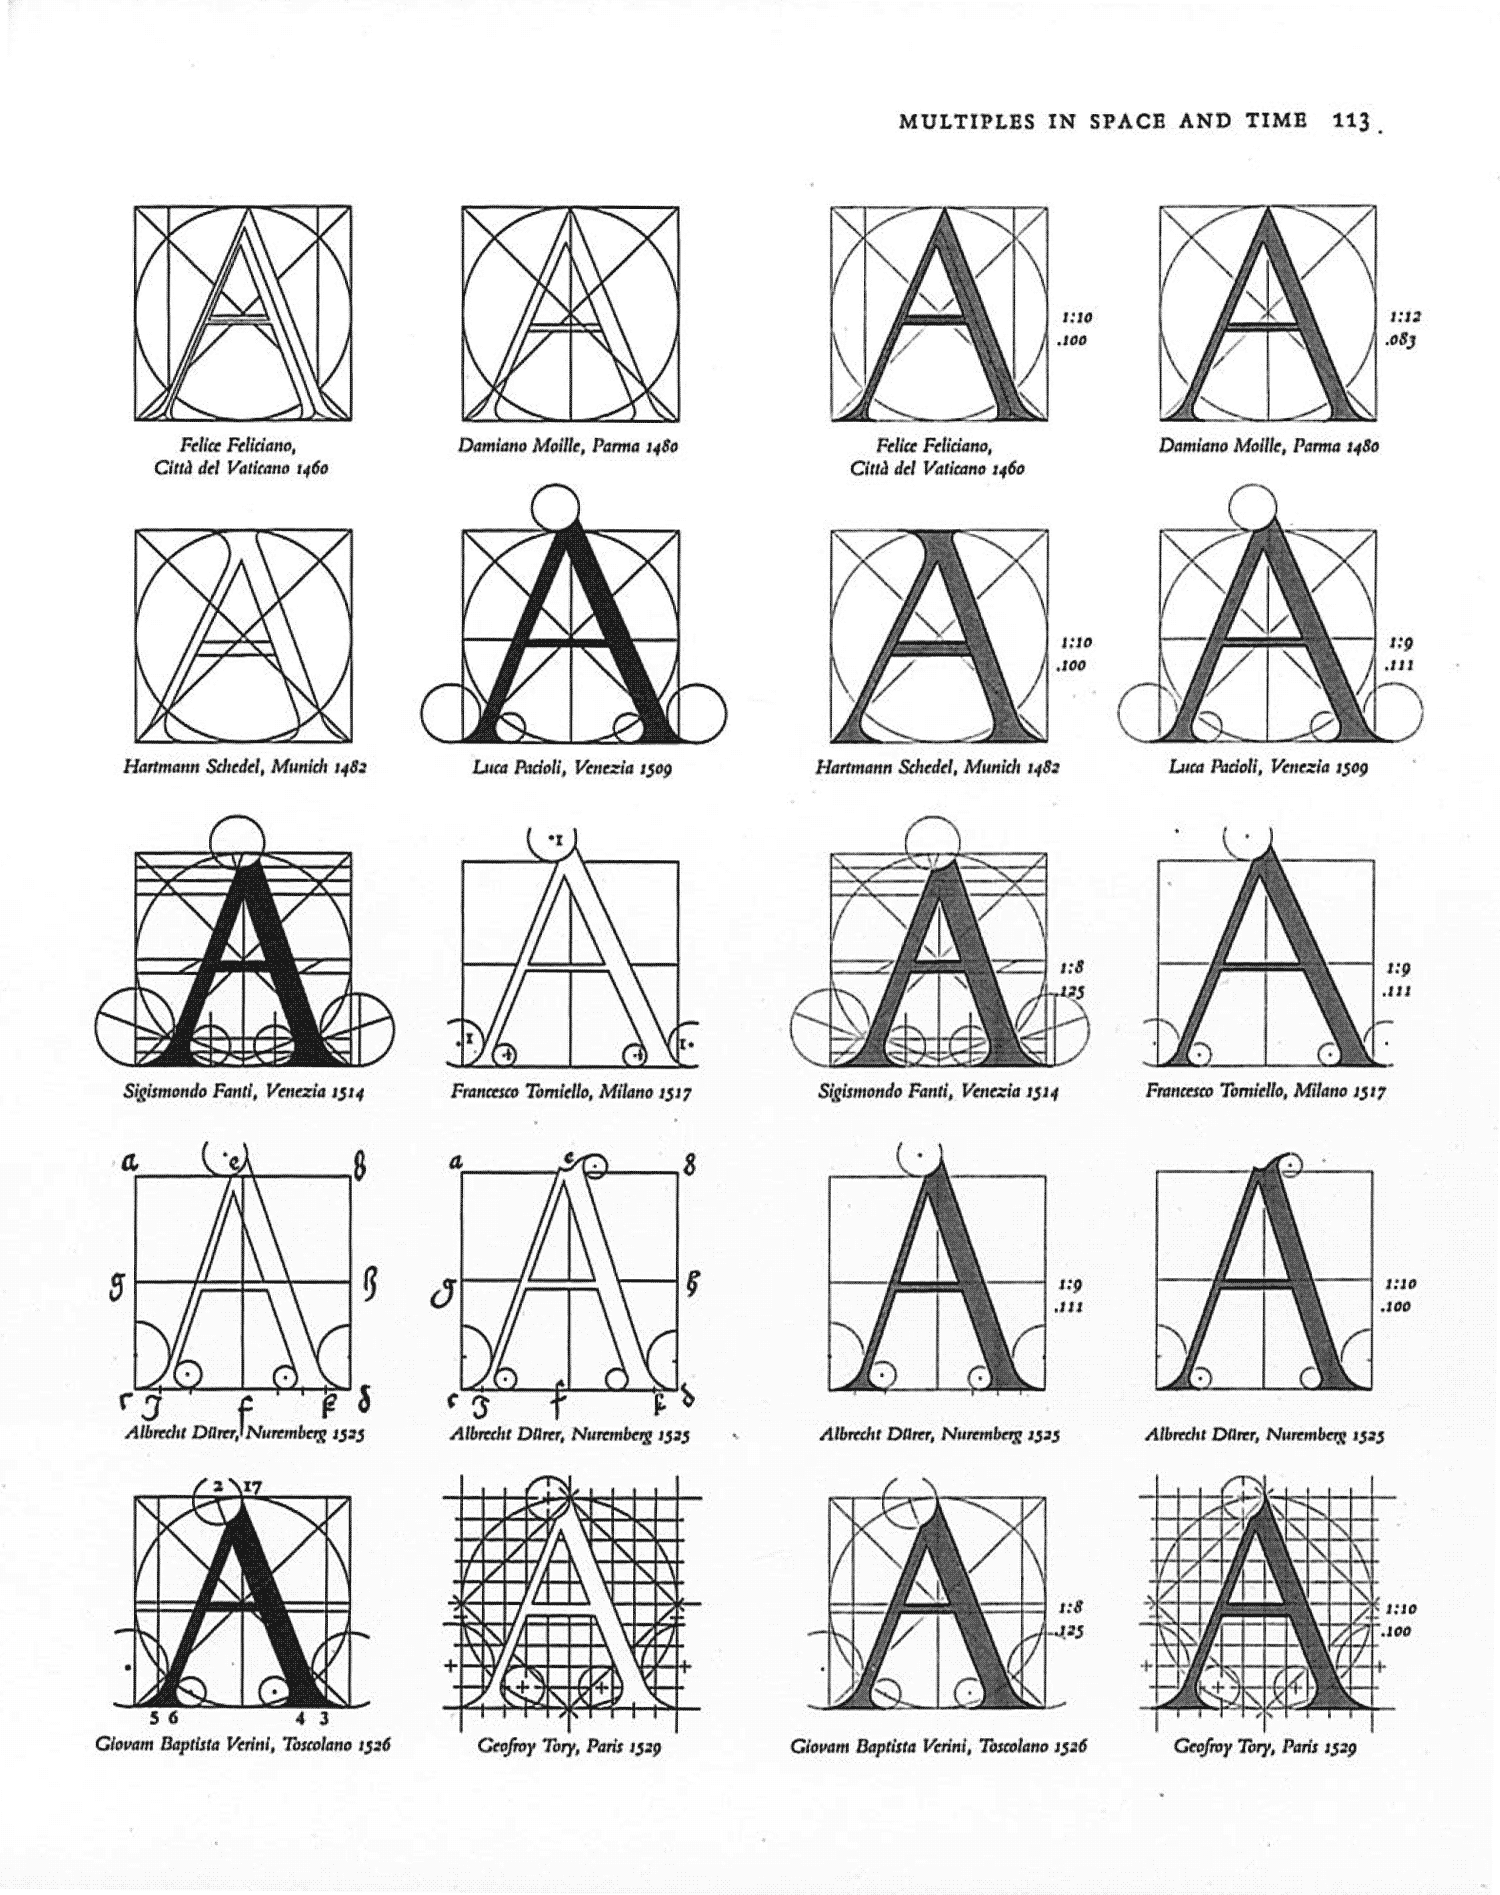 MULTIPLES IN SPACE AND TIME 113
1:10
.100
1:12
.083
Felice Feliciano,
Città del Vaticano 1460
Damiano Moille, Parma 1480
Felice Feliciano,
Città del Vaticano 1460
Damiano Moille, Parma 1480
1:10
.100
1:9
.111
Hartmann Schedel, Munich 1482
Luca Pacioli, Venezia 1509
Hartmann Schedel, Munich 1482
Luca Pacioli, Venezia 1509
1
1:8
.125
1:9
.111
1
1
Sigismondo Fanti, Venezia 1514
Francesco Torniello, Milano 1517
Sigismondo Fanti, Venezia 1514
Francesco Torniello, Milano 1517
a e
a e
g
g
1:9
.111
1:10
.100
f
f
Albrecht Dürer, Nuremberg 1525
Albrecht Dürer, Nuremberg 1525
Albrecht Dürer, Nuremberg 1525
Albrecht Dürer, Nuremberg 1525
2 17
1:8
.125
1:10
.100
5 6 4 3
Giovam Baptista Verini, Toscolano 1526
Geofroy Tory, Paris 1529
Giovam Baptista Verini, Toscolano 1526
Geofroy Tory, Paris 1529